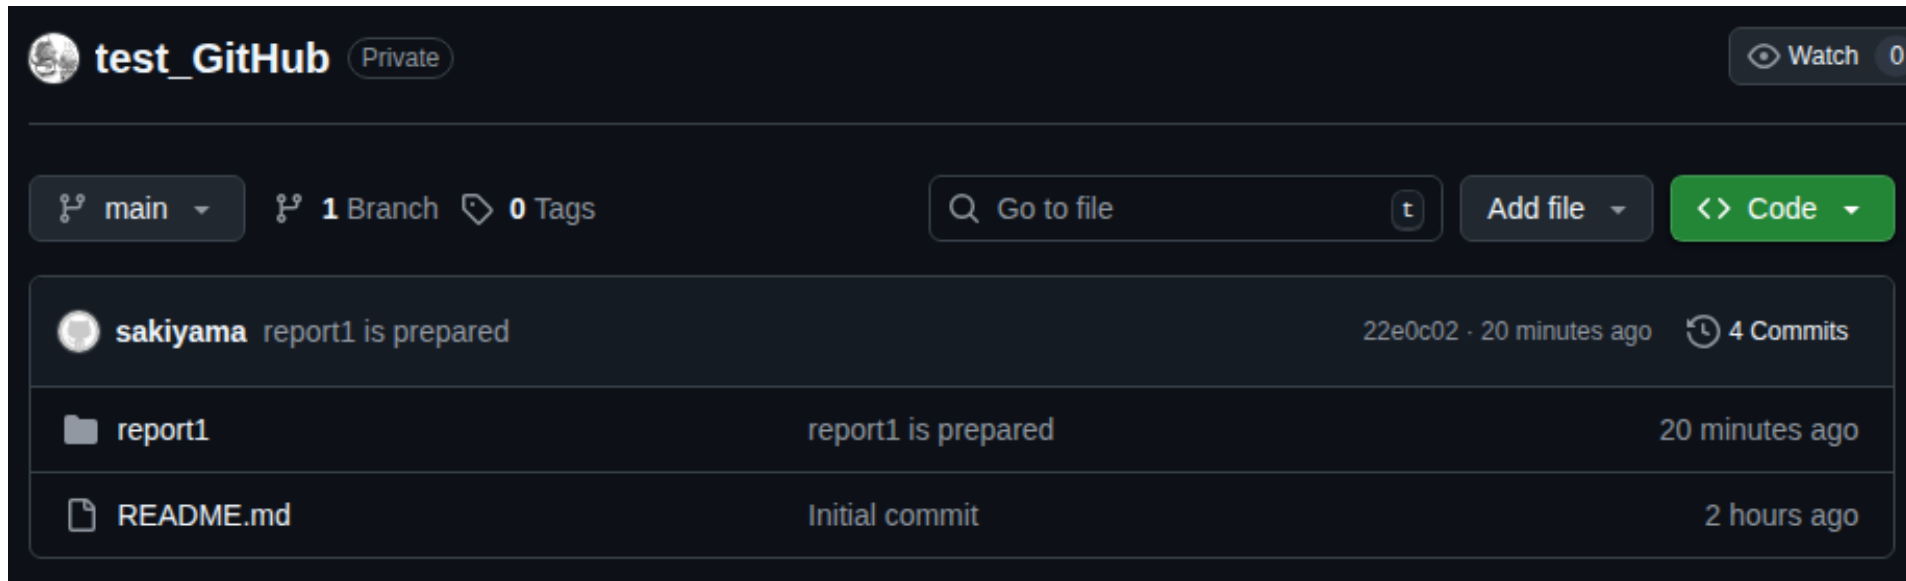 test_GitHub Private Watch 0
main 1 Branch 0 Tags Go to file t Add file Code
sakiyama report1 is prepared 22e0c02 · 20 minutes ago 4 Commits
report1 report1 is prepared 20 minutes ago
README.md Initial commit 2 hours ago